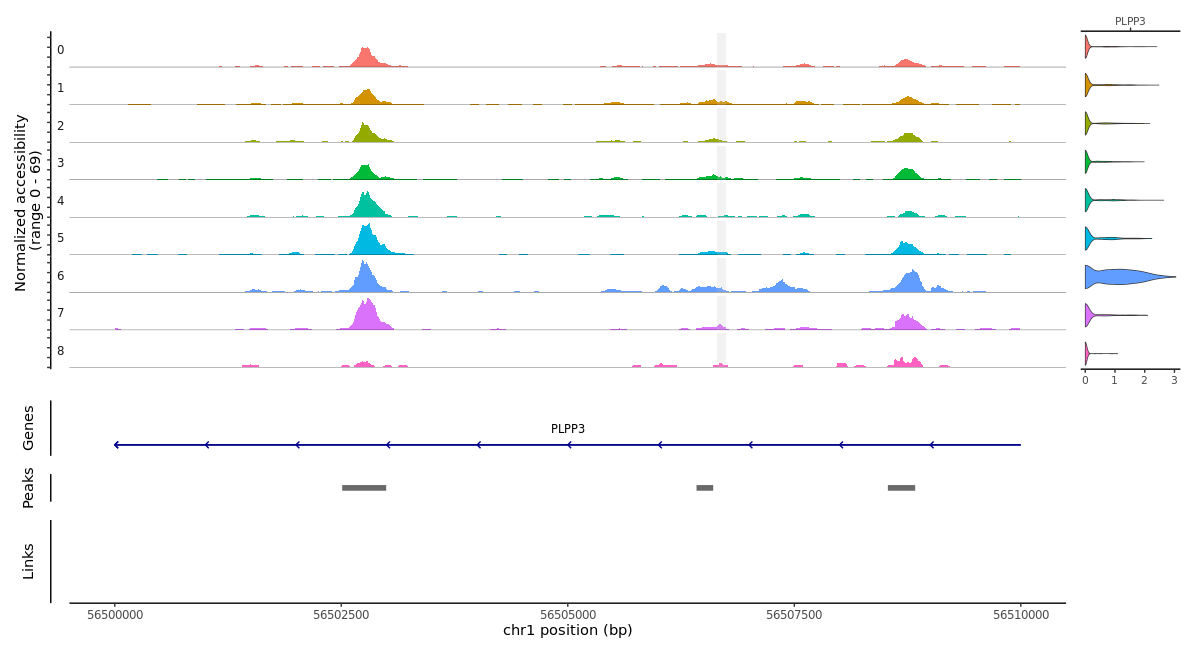 PLPP3
Normalized accessibility
(range 0 - 69)
0
1
2
3
4
5
6
7
8
0 1 2 3
Genes
PLPP3
Peaks
Links
56500000 56502500 56505000 56507500 56510000
chr1 position (bp)